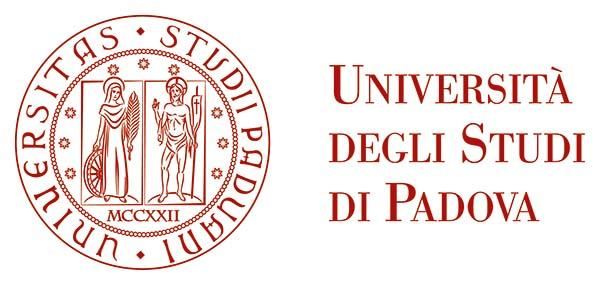 UNIVERSITAS · STUDII PADUANI ·
MCCXXII
UNIVERSITÀ
DEGLI STUDI
DI PADOVA